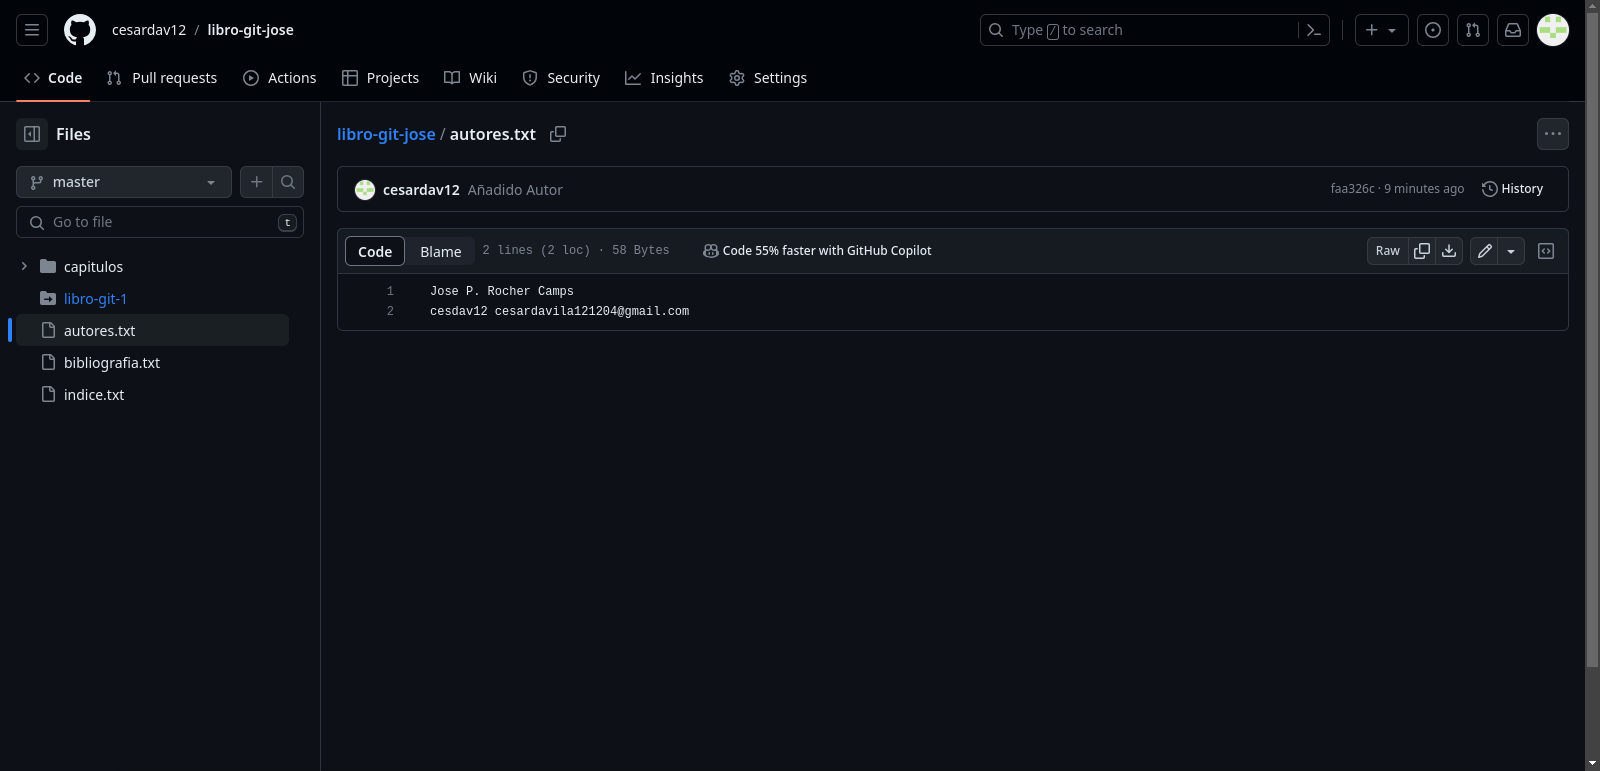 cesardav12 / libro-git-jose
Type / to search
Code Pull requests Actions Projects Wiki Security Insights Settings
Files
libro-git-jose / autores.txt
master
cesardav12 Añadido Autor faa326c · 9 minutes ago History
Go to file t
Code Blame 2 lines (2 loc) · 58 Bytes Code 55% faster with GitHub Copilot Raw
capitulos
libro-git-1
autores.txt
bibliografia.txt
indice.txt
1 Jose P. Rocher Camps
2 cesdav12 cesardavila121204@gmail.com